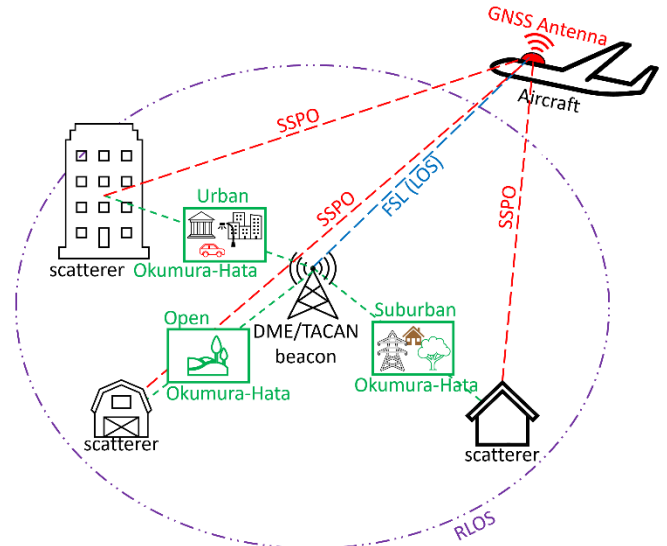 GNSS Antenna
Aircraft
SSPO
SSPO
FSL (LOS)
SSPO
Urban
scatterer
Okumura-Hata
Open
Suburban
DME/TACAN
beacon
Okumura-Hata
Okumura-Hata
scatterer
scatterer
RLOS